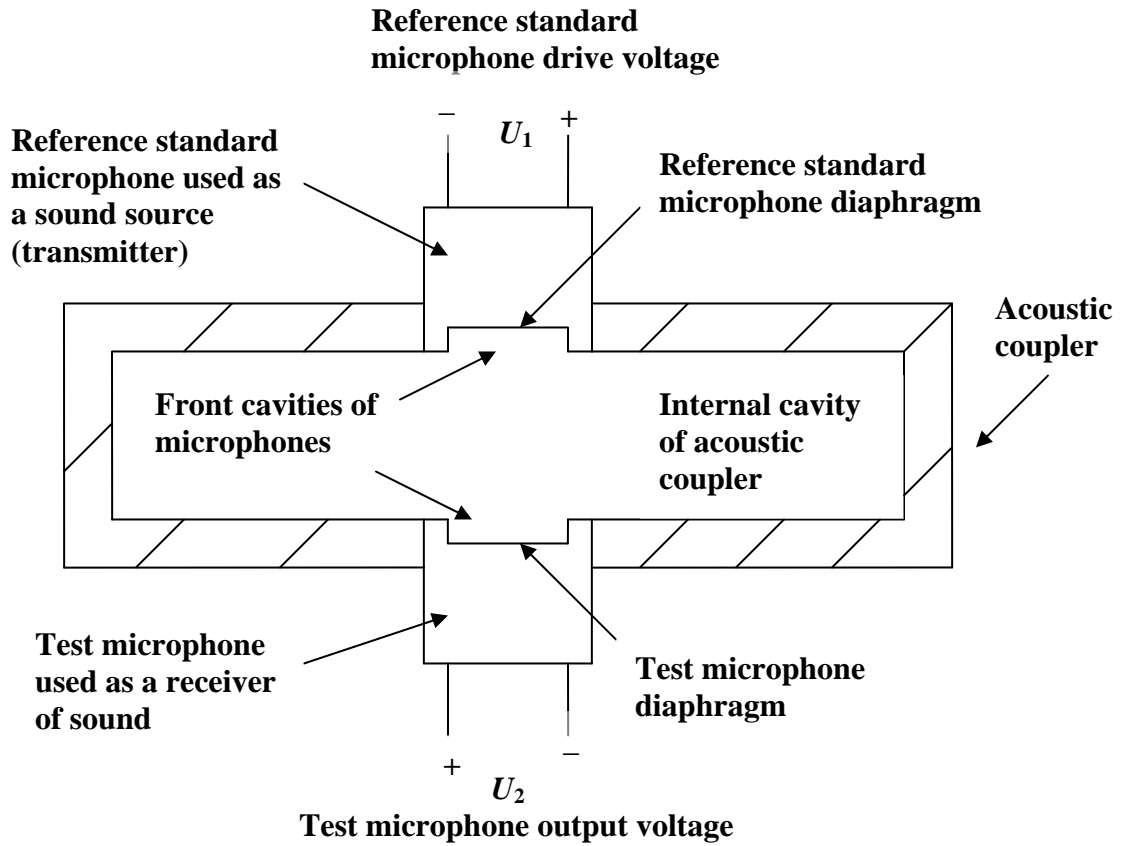 Reference standard
microphone drive voltage
− U1 +
Reference standard
microphone used as
a sound source
(transmitter)
Reference standard
microphone diaphragm
Acoustic
coupler
Front cavities of
microphones
Internal cavity
of acoustic
coupler
Test microphone
used as a receiver
of sound
Test microphone
diaphragm
+ −
U2
Test microphone output voltage